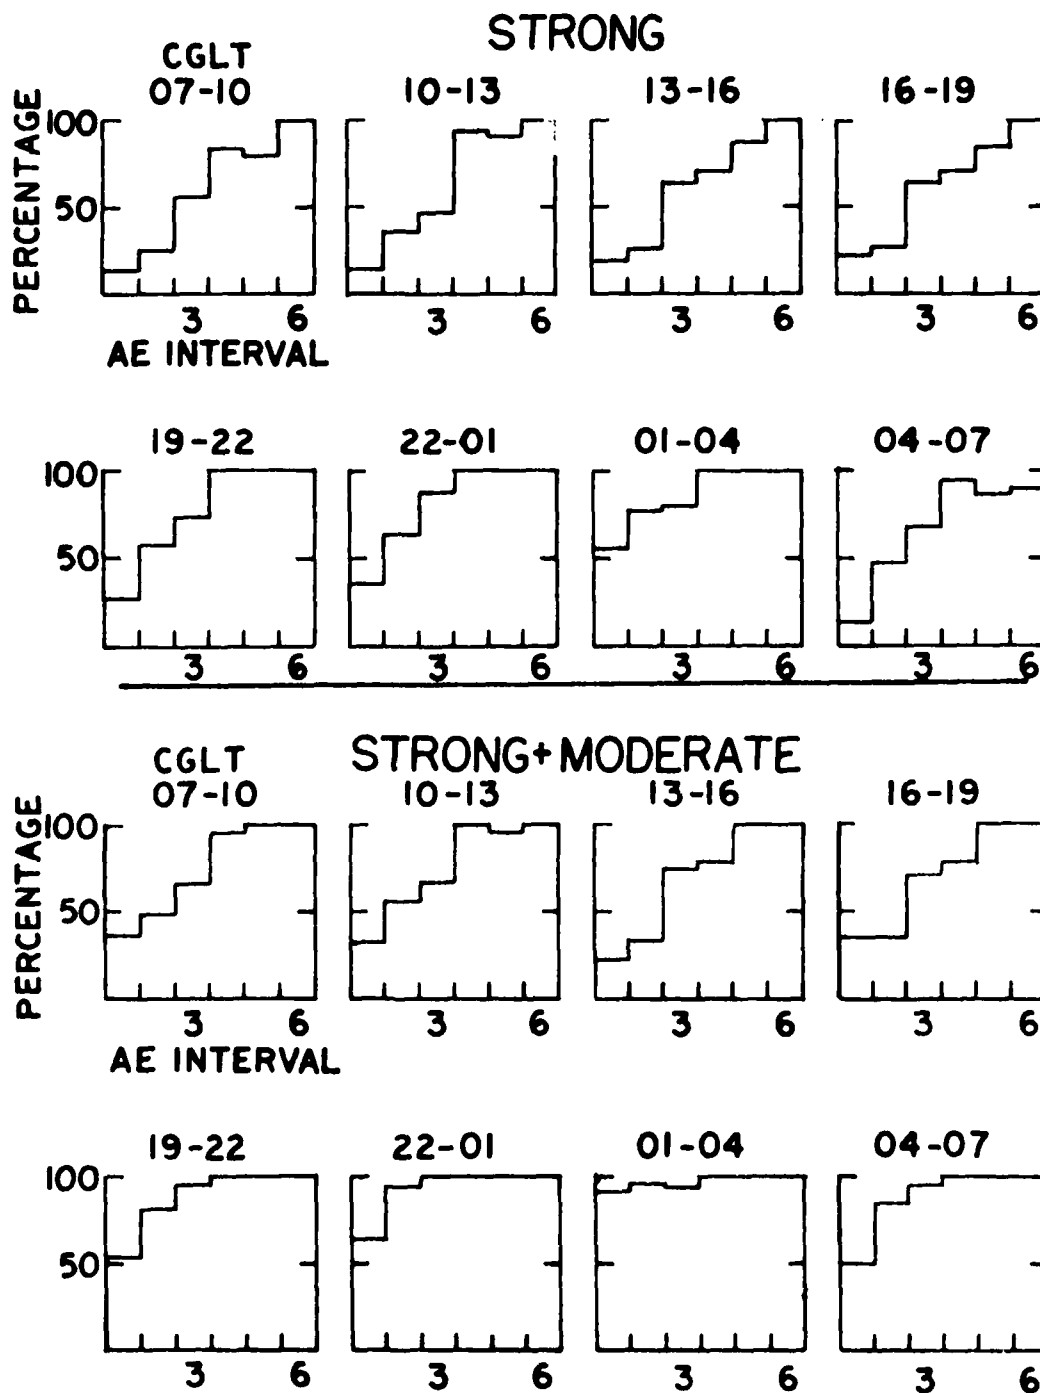 STRONG
CGLT
07-10 10-13 13-16 16-19
PERCENTAGE
100
50
3 6 3 6 3 6 3 6
AE INTERVAL
19-22 22-01 01-04 04-07
100
50
3 6 3 6 3 6 3 6
STRONG+MODERATE
CGLT
07-10 10-13 13-16 16-19
PERCENTAGE
100
50
3 6 3 6 3 6 3 6
AE INTERVAL
19-22 22-01 01-04 04-07
100
50
3 6 3 6 3 6 3 6